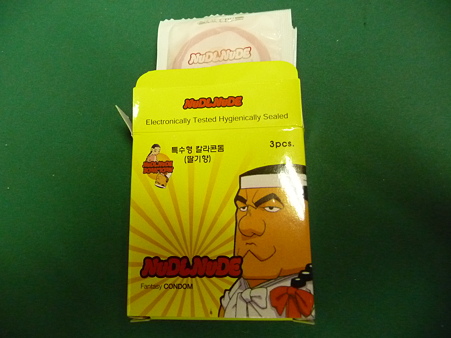 NUDE.NUDE
NUDE.NUDE
Electronically Tested Hygienically Sealed
특수형 칼라콘돔
(딸기향)
3pcs.
NUDE.NUDE
Fantasy CONDOM